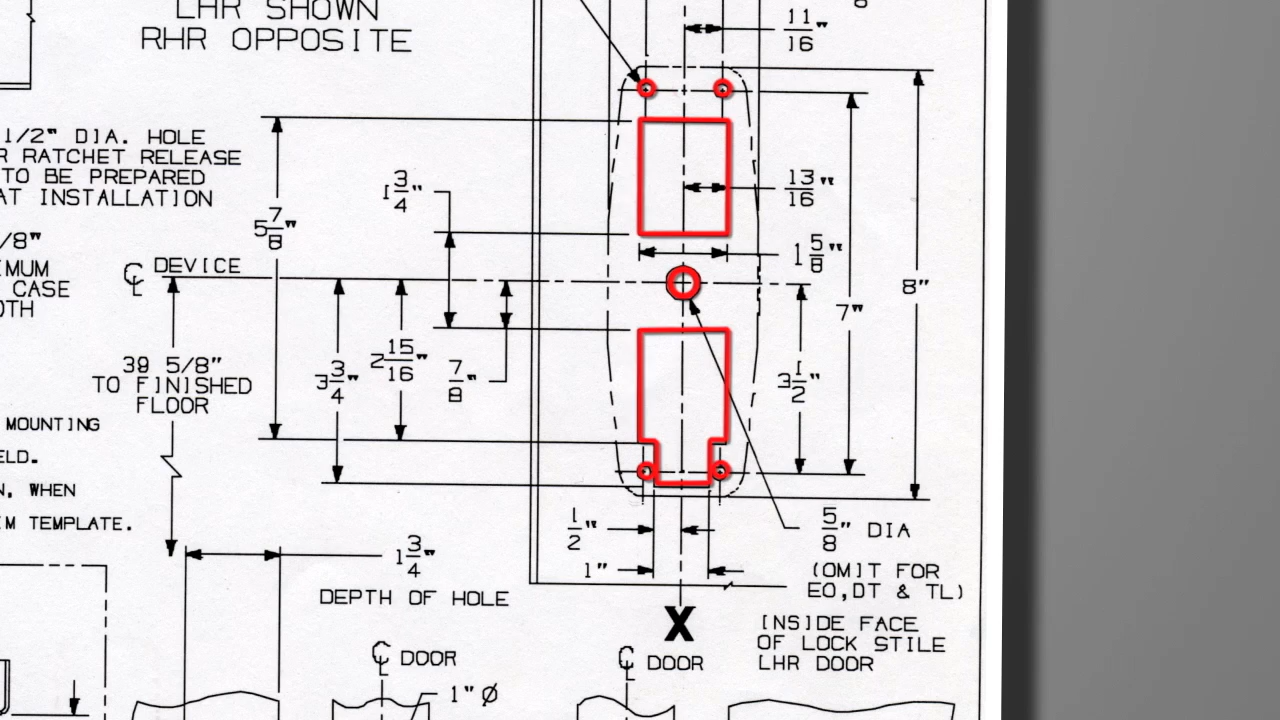 LHR SHOWN
RHR OPPOSITE
11/16
1/2" DIA. HOLE
RATCHET RELEASE
TO BE PREPARED
AT INSTALLATION
1 3/4"
13/16"
5 7/8"
/8"
1 5/8"
CL DEVICE
CASE
8"
7"
39 5/8"
TO FINISHED
FLOOR
3 3/4"
2 15/16"
7/8"
3 1/2"
MOUNTING
WHEN
TEMPLATE.
1/2"
5/8" DIA
1 3/4"
1"
(OMIT FOR
EO,DT & TL)
DEPTH OF HOLE
X
INSIDE FACE
OF LOCK STILE
LHR DOOR
CL DOOR
CL DOOR
1" Ø